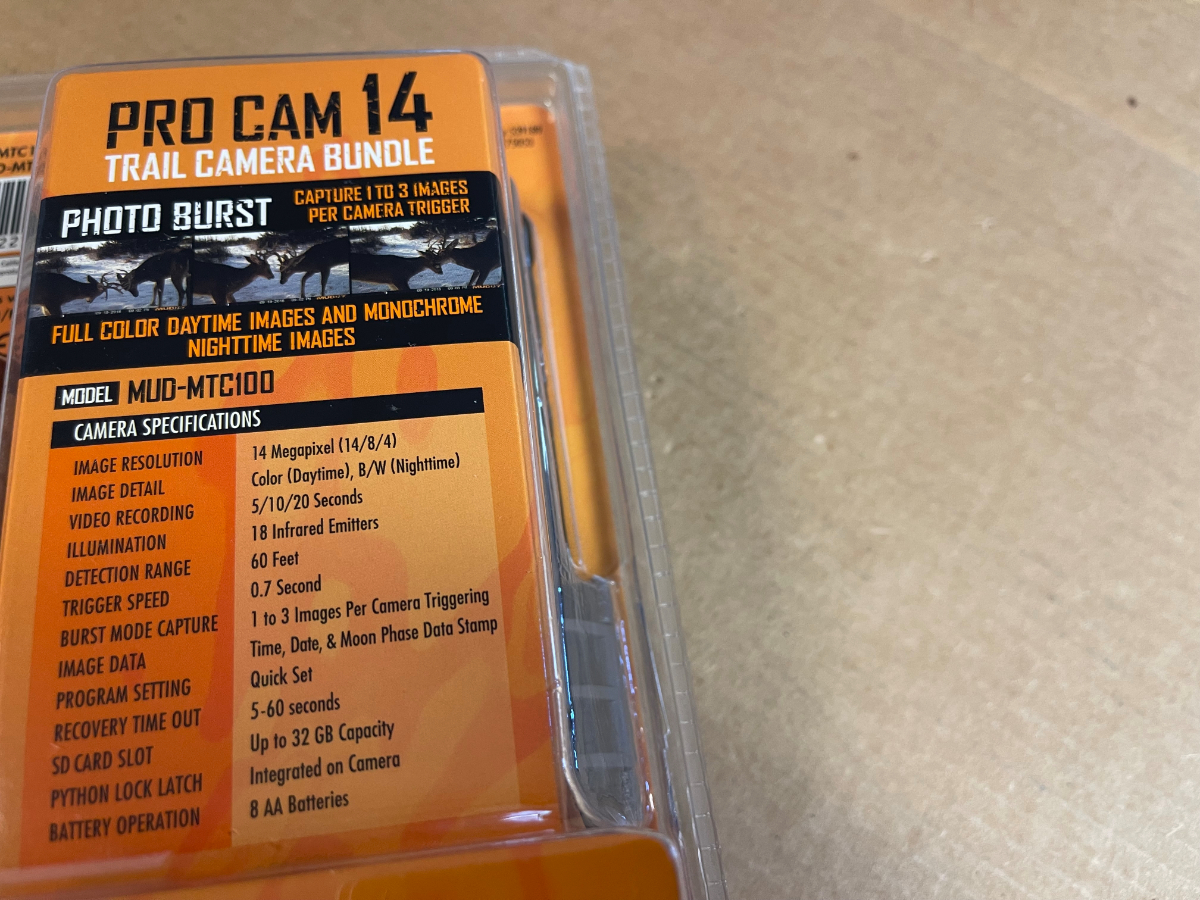 PRO CAM 14
TRAIL CAMERA BUNDLE
PHOTO BURST
CAPTURE 1 TO 3 IMAGES
PER CAMERA TRIGGER
FULL COLOR DAYTIME IMAGES AND MONOCHROME
NIGHTTIME IMAGES
MODEL MUD-MTC100
CAMERA SPECIFICATIONS
IMAGE RESOLUTION 14 Megapixel (14/8/4)
IMAGE DETAIL Color (Daytime), B/W (Nighttime)
VIDEO RECORDING 5/10/20 Seconds
ILLUMINATION 18 Infrared Emitters
DETECTION RANGE 60 Feet
TRIGGER SPEED 0.7 Second
BURST MODE CAPTURE 1 to 3 Images Per Camera Triggering
IMAGE DATA Time, Date, & Moon Phase Data Stamp
PROGRAM SETTING Quick Set
RECOVERY TIME OUT 5-60 seconds
SD CARD SLOT Up to 32 GB Capacity
PYTHON LOCK LATCH Integrated on Camera
BATTERY OPERATION 8 AA Batteries
22